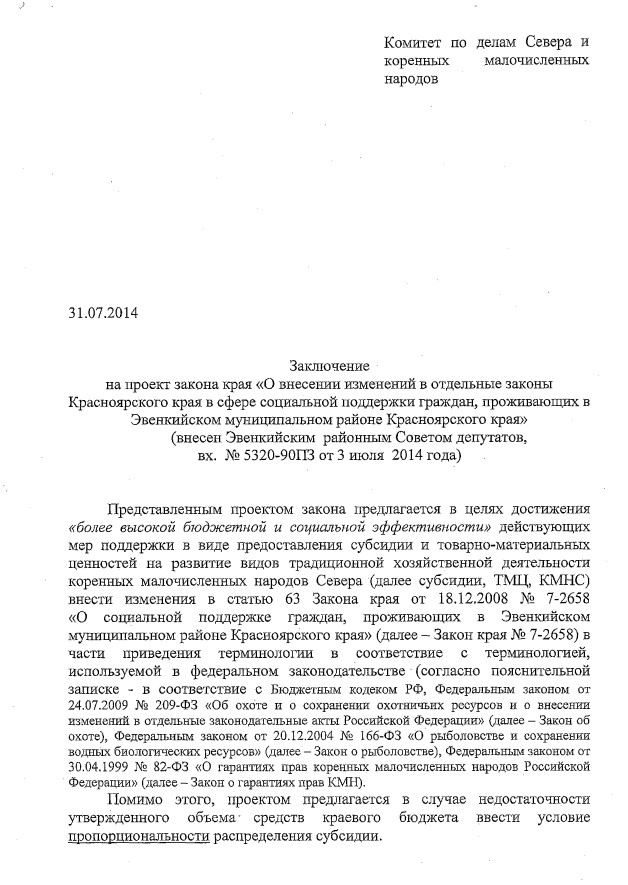 Комитет по делам Севера и
коренных малочисленных
народов
31.07.2014
Заключение
на проект закона края «О внесении изменений в отдельные законы
Красноярского края в сфере социальной поддержки граждан, проживающих в
Эвенкийском муниципальном районе Красноярского края»
(внесен Эвенкийским районным Советом депутатов,
вх. № 5320-90ПЗ от 3 июля 2014 года)
Представленным проектом закона предлагается в целях достижения
«более высокой бюджетной и социальной эффективности» действующих
мер поддержки в виде предоставления субсидии и товарно-материальных
ценностей на развитие видов традиционной хозяйственной деятельности
коренных малочисленных народов Севера (далее субсидии, ТМЦ, КМНС)
внести изменения в статью 63 Закона края от 18.12.2008 № 7-2658
«О социальной поддержке граждан, проживающих в Эвенкийском
муниципальном районе Красноярского края» (далее – Закон края № 7-2658) в
части приведения терминологии в соответствие с терминологией,
используемой в федеральном законодательстве (согласно пояснительной
записке - в соответствие с Бюджетным кодеком РФ, Федеральным законом от
24.07.2009 № 209-ФЗ «Об охоте и о сохранении охотничьих ресурсов и о внесении
изменений в отдельные законодательные акты Российской Федерации» (далее – Закон об
охоте), Федеральным законом от 20.12.2004 № 166-ФЗ «О рыболовстве и сохранении
водных биологических ресурсов» (далее – Закон о рыболовстве), Федеральным законом от
30.04.1999 № 82-ФЗ «О гарантиях прав коренных малочисленных народов Российской
Федерации» (далее – Закон о гарантиях прав КМН).
Помимо этого, проектом предлагается в случае недостаточности
утвержденного объема средств краевого бюджета ввести условие
пропорциональности распределения субсидии.